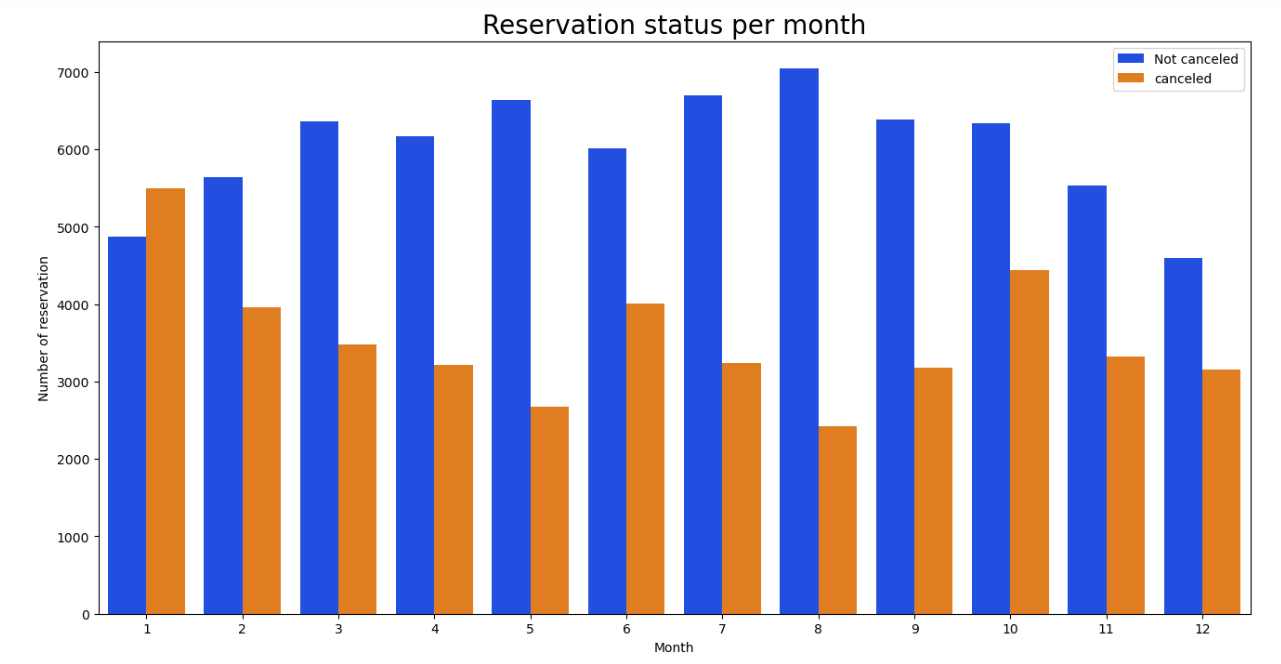 Reservation status per month
Not canceled
canceled
7000
6000
5000
4000
3000
2000
1000
0
Number of reservation
1 2 3 4 5 6 7 8 9 10 11 12
Month